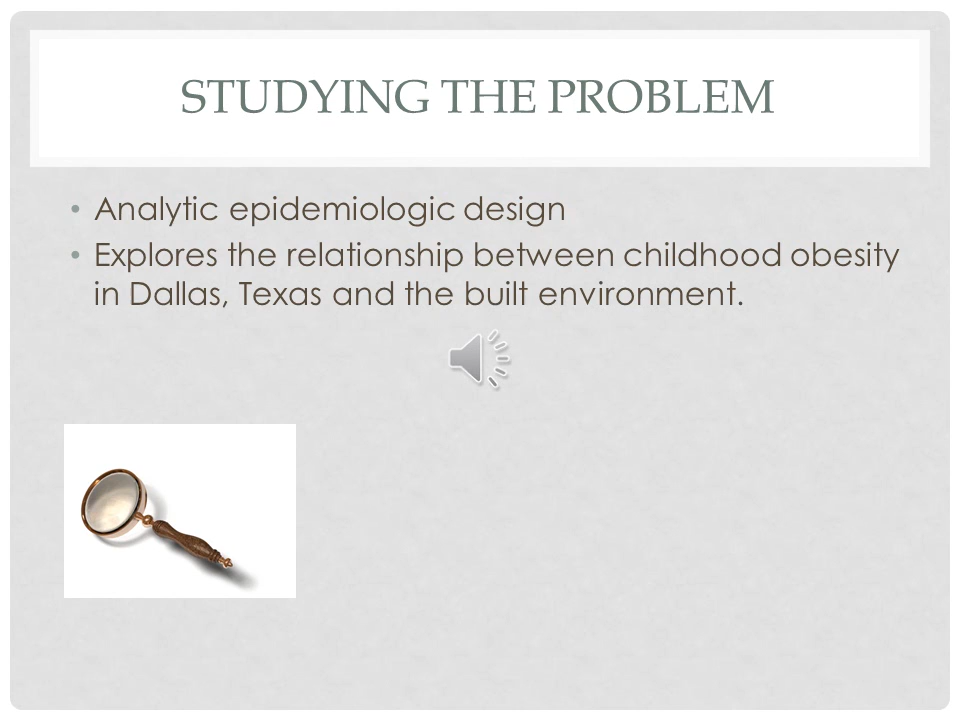 STUDYING THE PROBLEM
• Analytic epidemiologic design
• Explores the relationship between childhood obesity
in Dallas, Texas and the built environment.